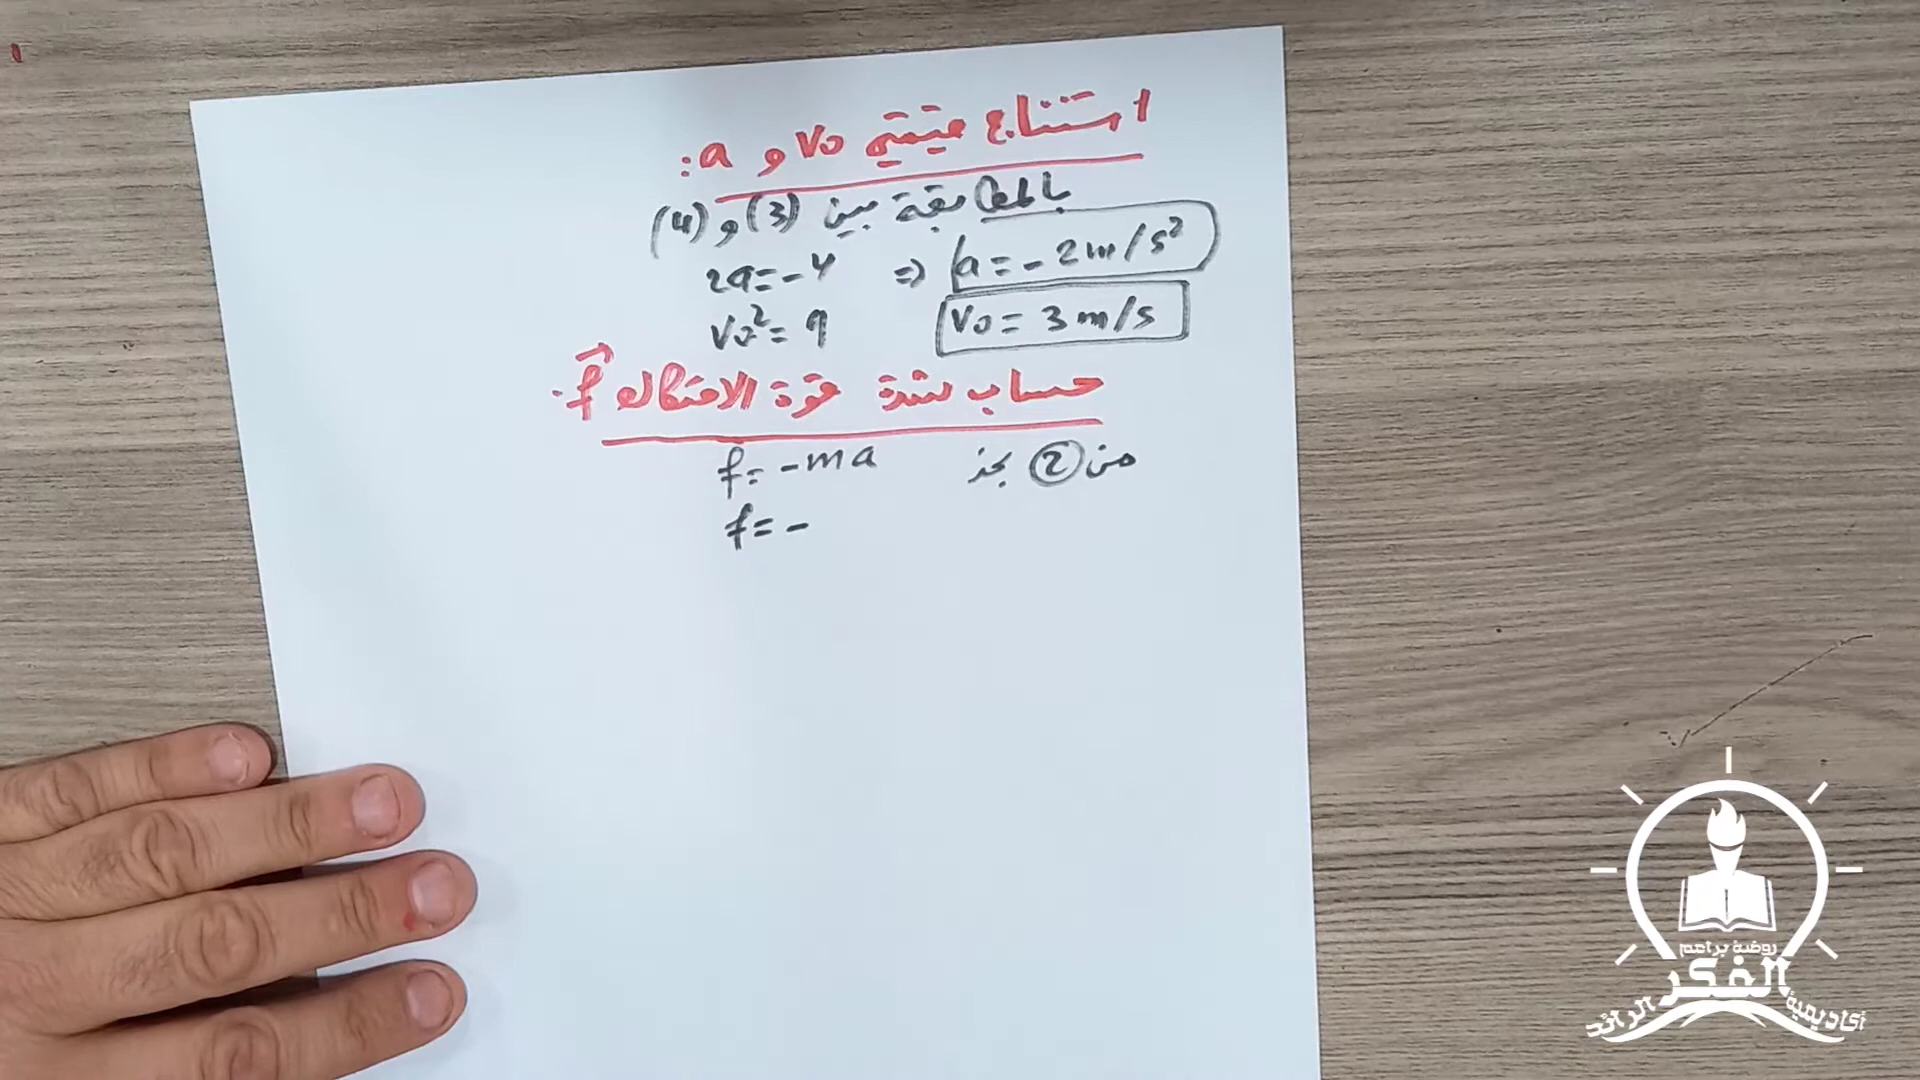 استنتاج قيمتي v₀ و a:
بالمطابقة بين (3) و (4)
2a = -4 => a = -2 m/s²
v₀² = 9 v₀ = 3 m/s
حساب شدة قوة الاحتكاك f⃗.
من ② نجد f = -ma
f = -
روضة براعم
الفكر
أكاديمية الرائد